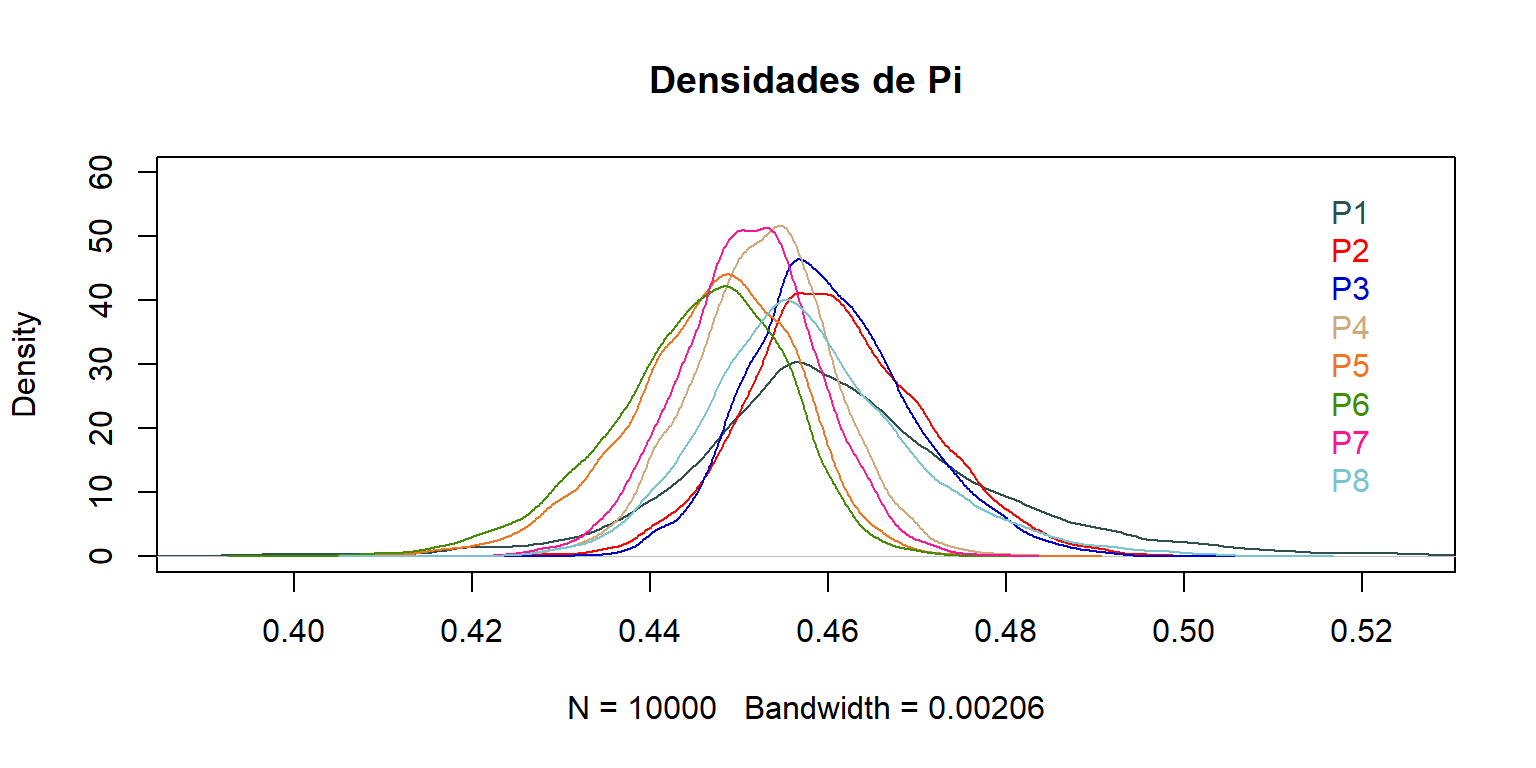 Densidades de Pi
Density
60
50
40
30
20
10
0
P1
P2
P3
P4
P5
P6
P7
P8
0.40 0.42 0.44 0.46 0.48 0.50 0.52
N = 10000 Bandwidth = 0.00206